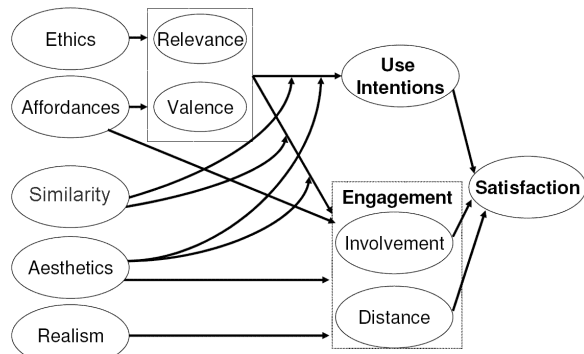 Ethics
Relevance
Affordances
Valence
Use
Intentions
Similarity
Engagement
Satisfaction
Involvement
Aesthetics
Distance
Realism